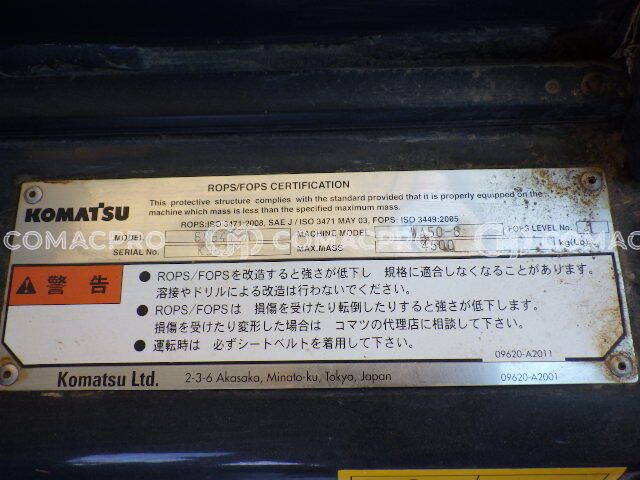 ROPS/FOPS CERTIFICATION
This protective structure complies with the standard provided that it is properly equipped on the
machine which mass is less than the specified maximum mass.
KOMATSU
ROPS:ISO 3471-2008, SAE J / ISO 3471 MAY 03, FOPS: ISO 3449:2005
MODEL MACHINE MODEL WA50-6 FOPS LEVEL No. 1
SERIAL No. MAX.MASS 4500 kg(Lbs.)
COMACPRO COMACPRO COMACPRO
警告
● ROPS/FOPSを改造すると強さが低下し 規格に適合しなくなることがあります。
溶接やドリルによる改造は行わないでください。
● ROPS/FOPSは 損傷を受けたり転倒したりすると強さが低下します。
損傷を受けたり変形した場合は コマツの代理店に相談して下さい。
● 運転時は 必ずシートベルトを着用して下さい。
09620-A2011
Komatsu Ltd. 2-3-6 Akasaka, Minato-ku, Tokyo, Japan 09620-A2001